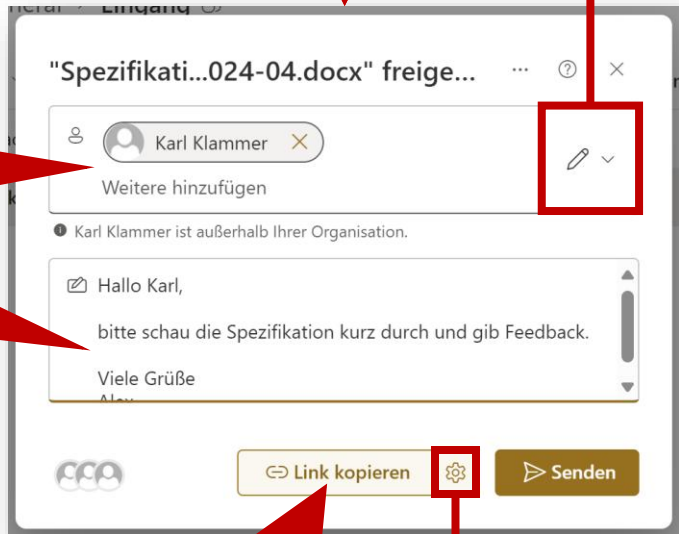 Eingang
"Spezifikati...024-04.docx" freige...
Karl Klammer
Weitere hinzufügen
Karl Klammer ist außerhalb Ihrer Organisation.
Hallo Karl,
bitte schau die Spezifikation kurz durch und gib Feedback.
Viele Grüße
Link kopieren
Senden